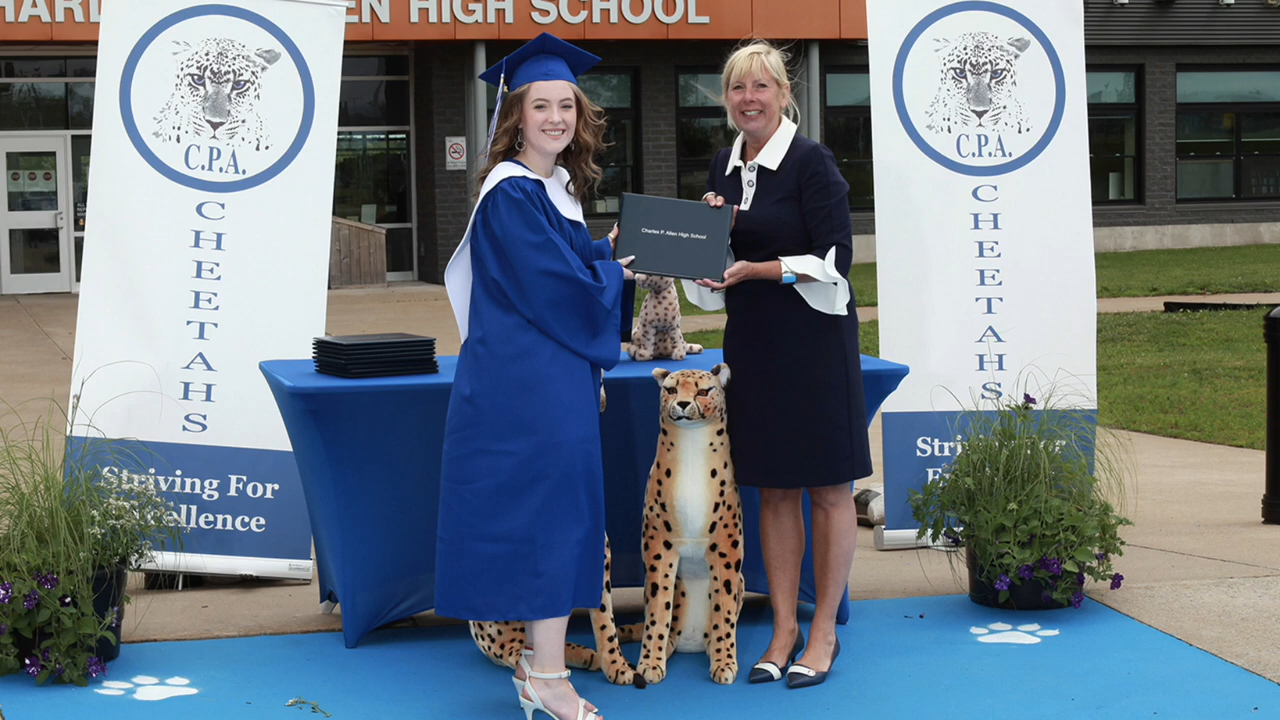 HIGH SCHOOL
C.P.A.
CHEETAHS
Striving For
Charles P. Allen High School
C.P.A.
CHEETAHS